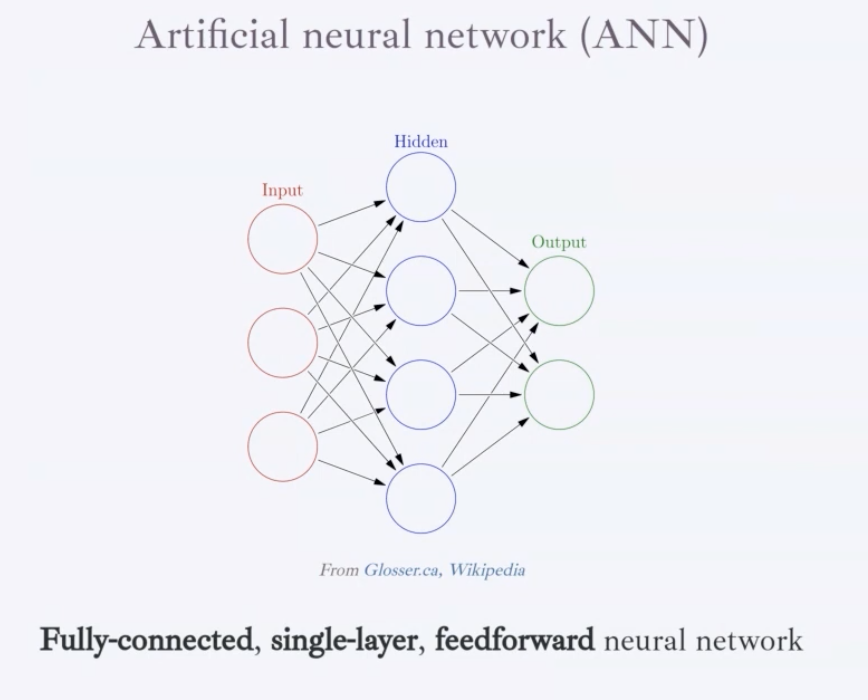 Artificial neural network (ANN)
Hidden
Input
Output
From Glosser.ca, Wikipedia
Fully-connected, single-layer, feedforward neural network